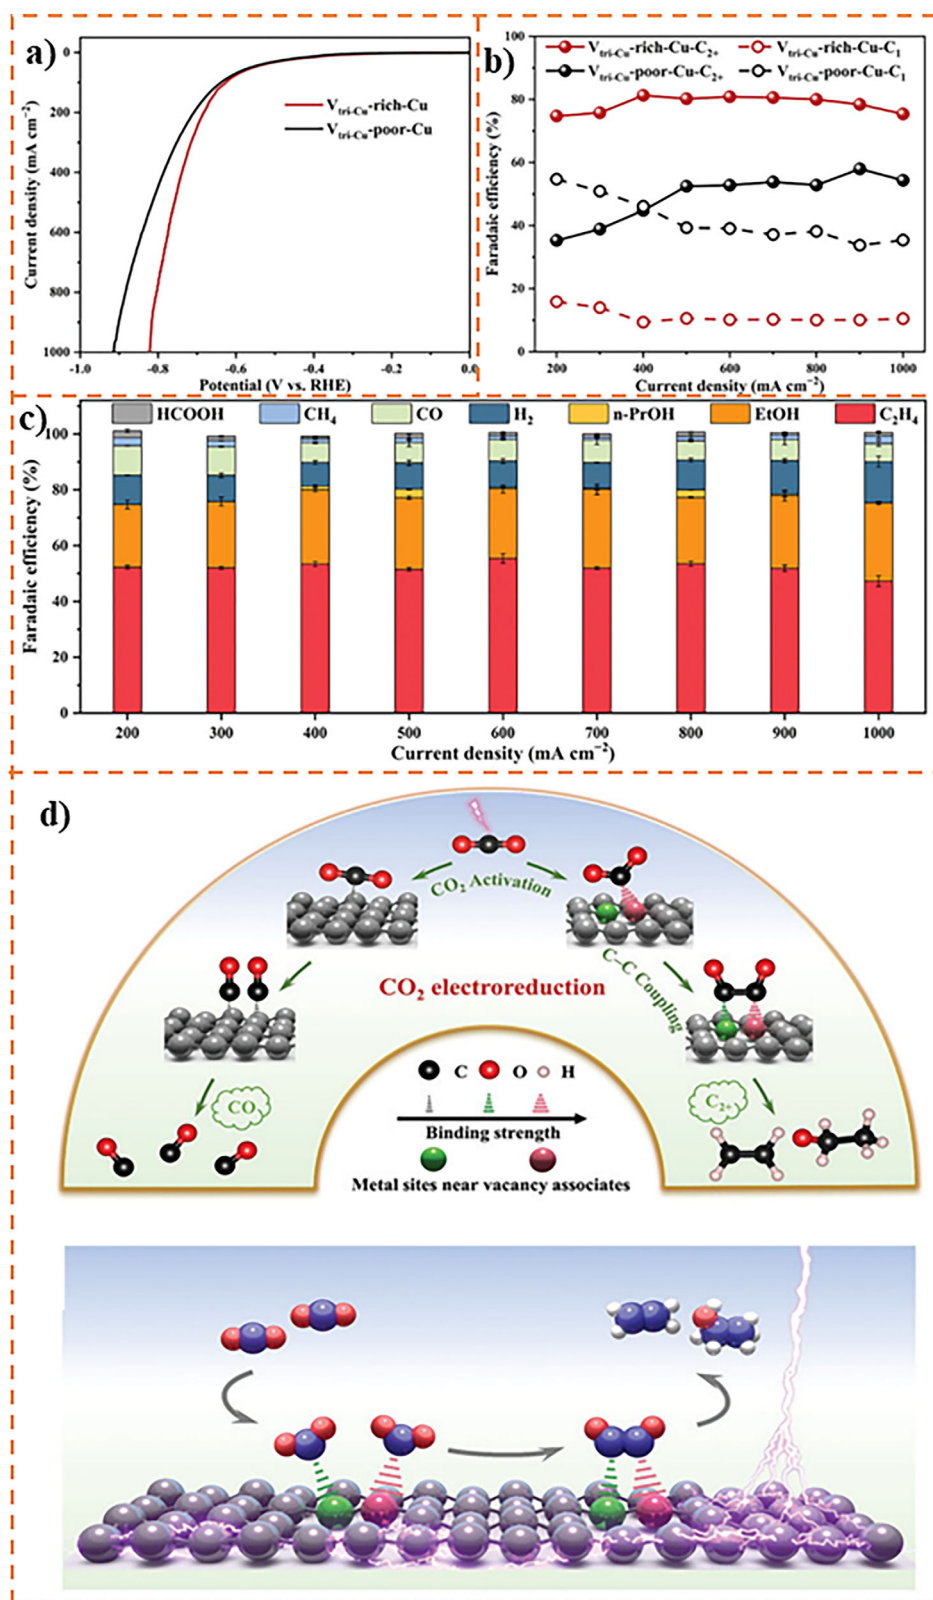 a)
0
200
400
600
800
1000
Current density (mA cm⁻²)
V_tri-Cu-rich-Cu
V_tri-Cu-poor-Cu
-1.0 -0.8 -0.6 -0.4 -0.2 0.0
Potential (V vs. RHE)
b)
100
80
60
40
20
0
Faradaic efficiency (%)
V_tri-Cu-rich-Cu-C₂₊ V_tri-Cu-rich-Cu-C₁
V_tri-Cu-poor-Cu-C₂₊ V_tri-Cu-poor-Cu-C₁
200 400 600 800 1000
Current density (mA cm⁻²)
c)
HCOOH CH₄ CO H₂ n-PrOH EtOH C₂H₄
100
80
60
40
20
0
Faradaic efficiency (%)
200 300 400 500 600 700 800 900 1000
Current density (mA cm⁻²)
d)
CO₂ Activation
C–C Coupling
CO₂ electroreduction
C O H
CO
C₂₊
Binding strength
Metal sites near vacancy associates